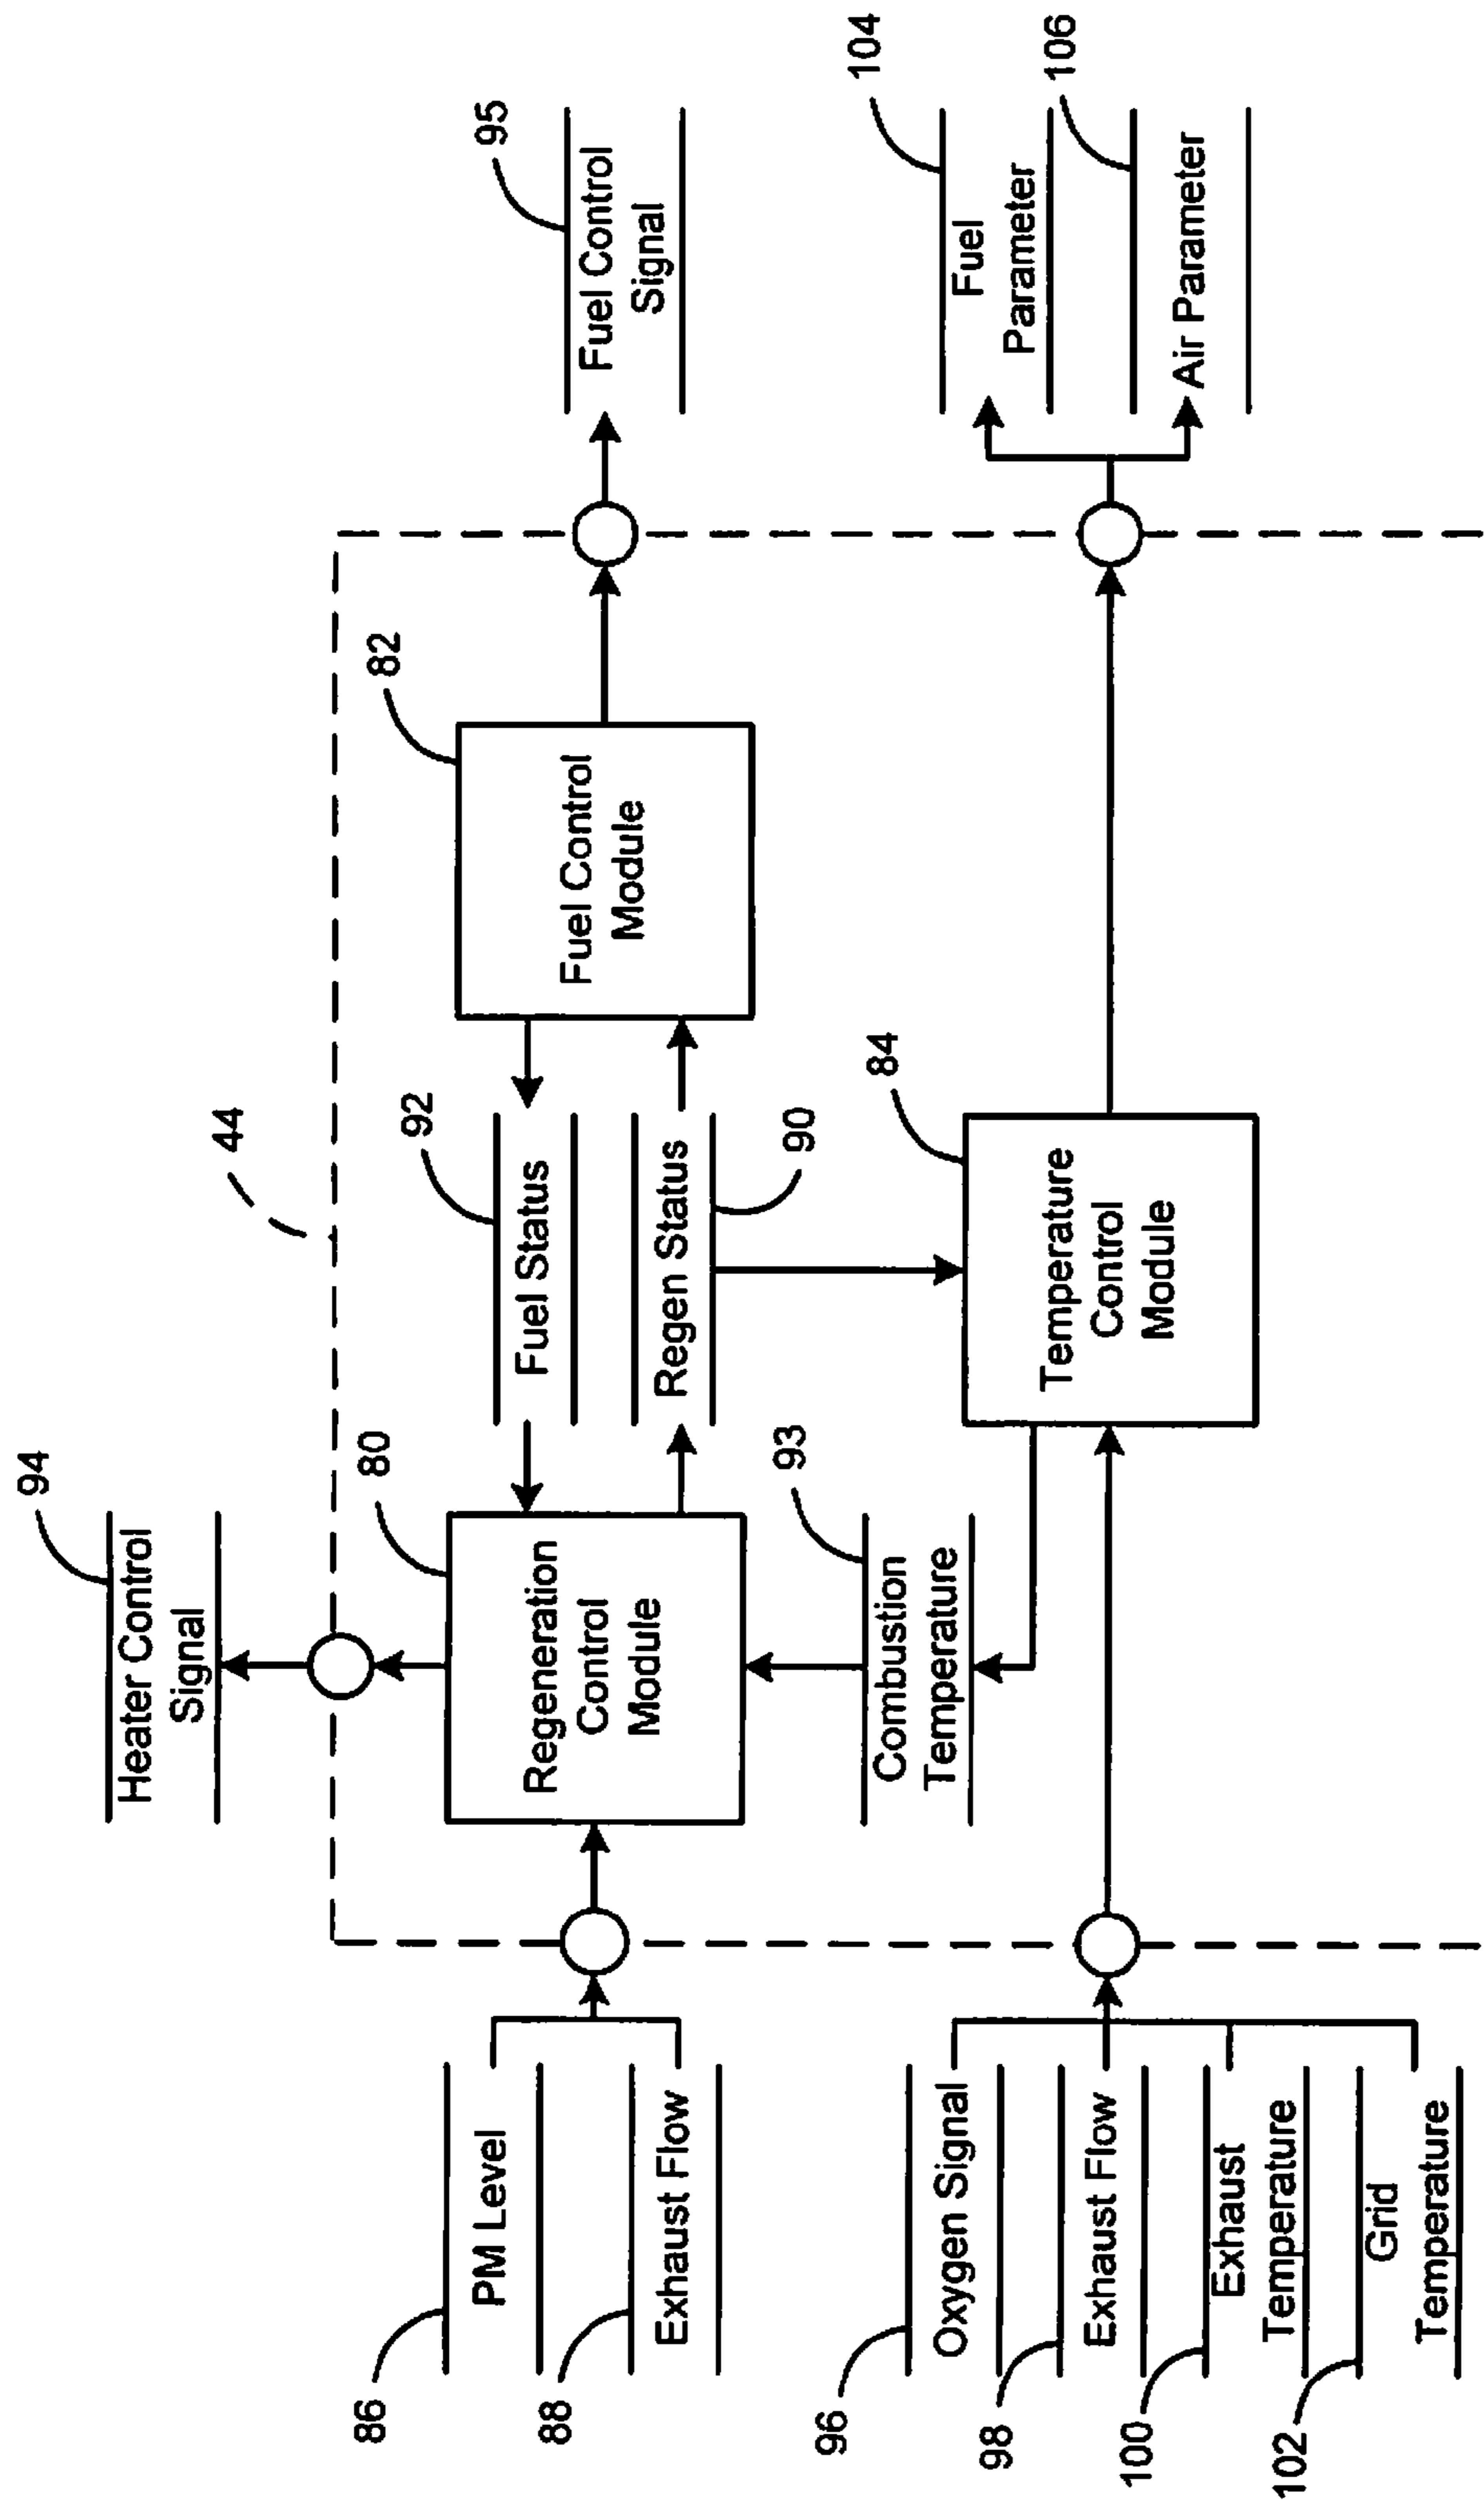 94
Heater Control
Signal
44
86
PM Level
88
Exhaust Flow
80
Regeneration
Control
Module
92
Fuel Status
Regen Status
90
82
Fuel Control
Module
95
Fuel Control
Signal
93
Combustion
Temperature
96
Oxygen Signal
98
Exhaust Flow
100
Exhaust
Temperature
102
Grid
Temperature
84
Temperature
Control
Module
104
Fuel
Parameter
106
Air Parameter